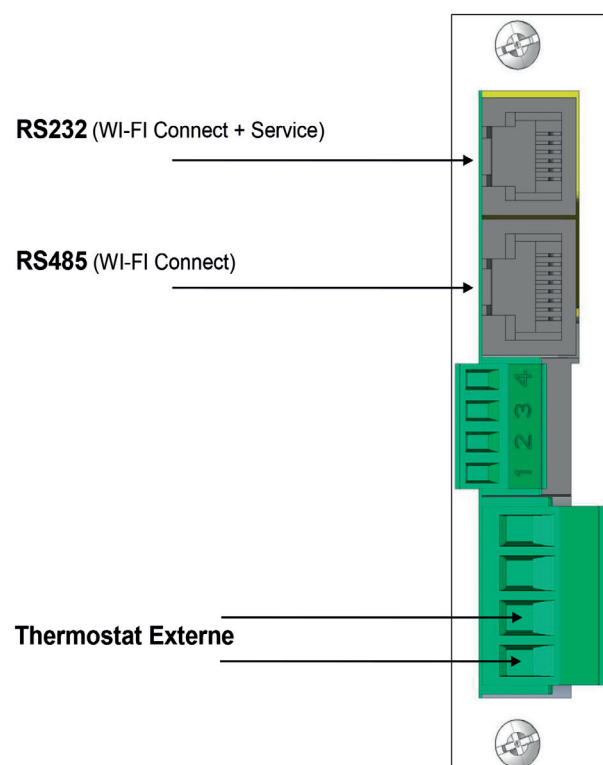 RS232 (WI-FI Connect + Service)
RS485 (WI-FI Connect)
4
3
2
1
Thermostat Externe